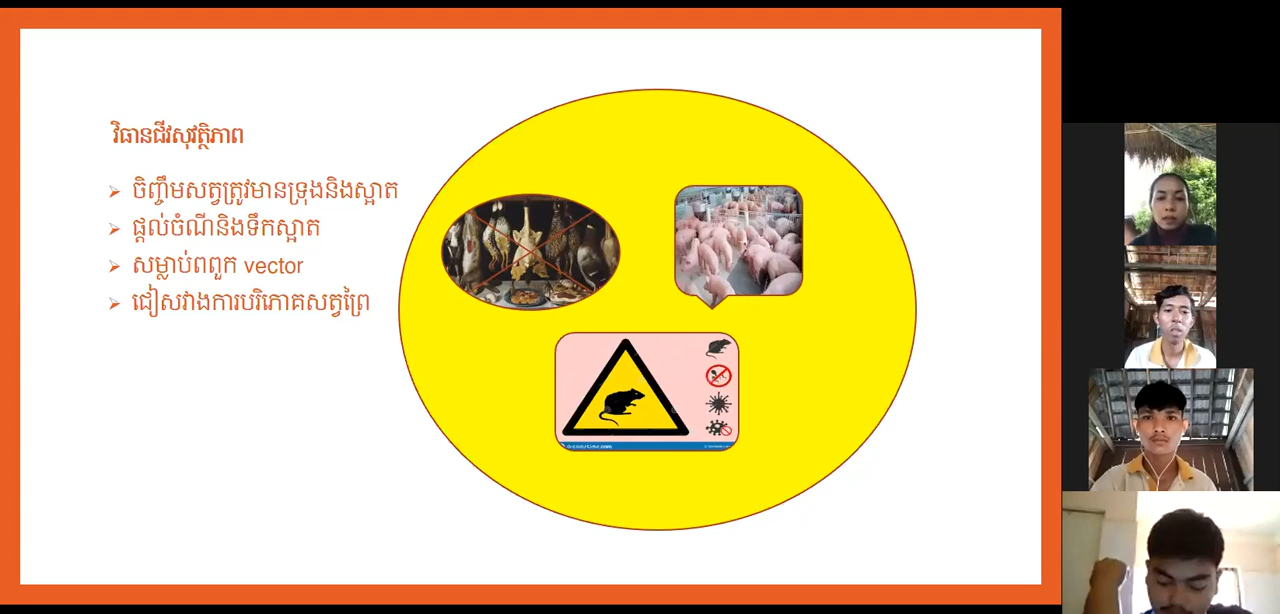 វិធានជីវសុវត្ថិភាព
➢ ចិញ្ចឹមសត្វត្រូវមានទ្រុងនិងស្អាត
➢ ផ្តល់ចំណីនិងទឹកស្អាត
➢ សម្លាប់ពពួក vector
➢ ជៀសវាងការបរិភោគសត្វព្រៃ